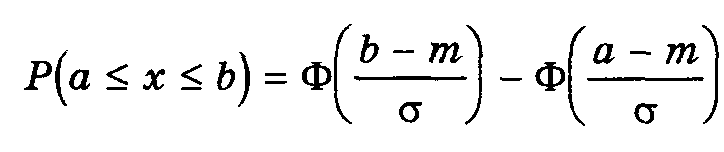 P(a ≤ x ≤ b) = Φ((b − m)/σ) − Φ((a − m)/σ)